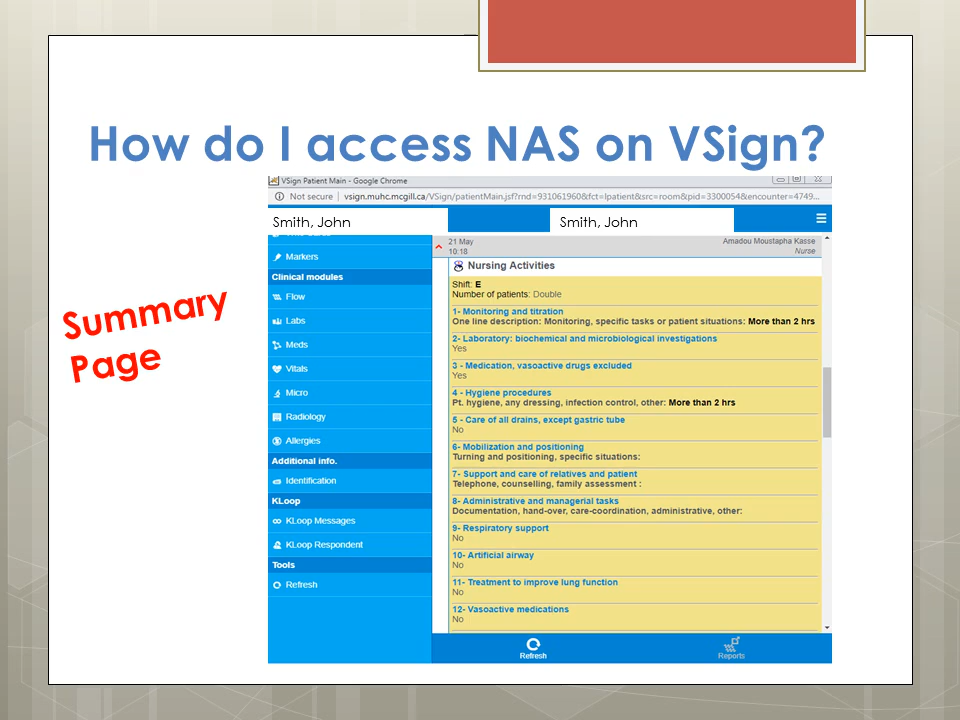 How do I access NAS on VSign?
Summary
Page
VSign Patient Main - Google Chrome
Not secure | vsign.muhc.mcgill.ca/VSign/patientMain.jsf?rnd=931061960&fct=Ipatient&src=room&pid=3300054&encounter=4749...
Smith, John
Smith, John
Markers
Clinical modules
Flow
Labs
Meds
Vitals
Micro
Radiology
Allergies
Additional info.
Identification
KLoop
KLoop Messages
KLoop Respondent
Tools
Refresh
21 May
10:18
Amadou Moustapha Kasse
Nurse
Nursing Activities
Shift: E
Number of patients: Double
1- Monitoring and titration
One line description: Monitoring, specific tasks or patient situations: More than 2 hrs
2- Laboratory: biochemical and microbiological investigations
Yes
3 - Medication, vasoactive drugs excluded
Yes
4 - Hygiene procedures
Pt. hygiene, any dressing, infection control, other: More than 2 hrs
5 - Care of all drains, except gastric tube
No
6- Mobilization and positioning
Turning and positioning, specific situations:
7- Support and care of relatives and patient
Telephone, counselling, family assessment :
8- Administrative and managerial tasks
Documentation, hand-over, care-coordination, administrative, other:
9- Respiratory support
No
10- Artificial airway
No
11- Treatment to improve lung function
No
12- Vasoactive medications
No
Refresh
Reports